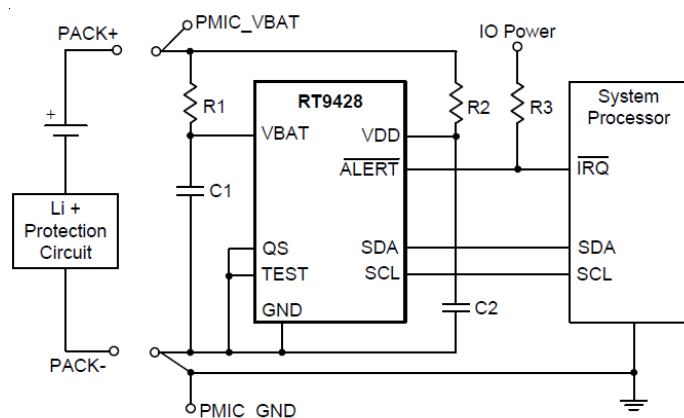 PMIC_VBAT
PACK+
IO Power
R1
RT9428
R2
R3
System
Processor
+
VBAT
VDD
ALERT
IRQ
C1
Li +
Protection
Circuit
QS
SDA
SDA
TEST
SCL
SCL
GND
C2
PACK-
PMIC_GND